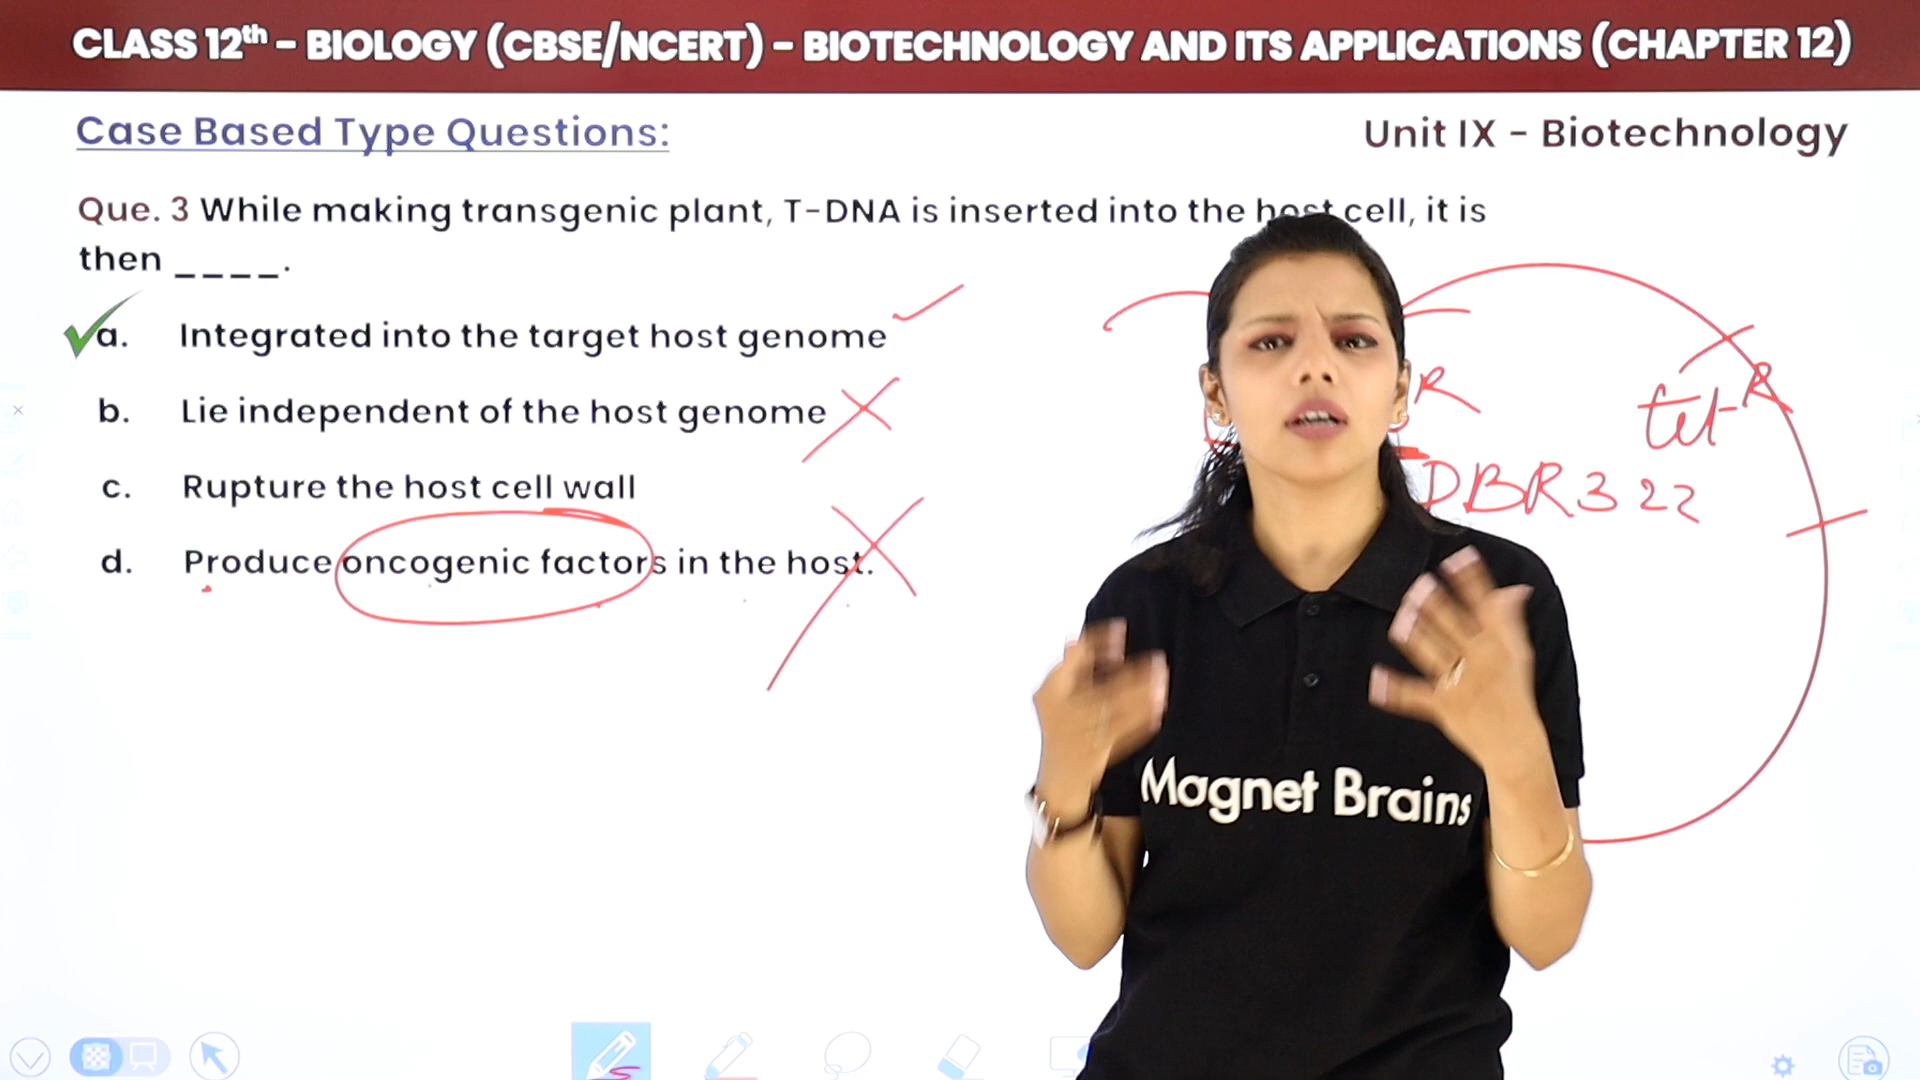 CLASS 12th – BIOLOGY (CBSE/NCERT) – BIOTECHNOLOGY AND ITS APPLICATIONS (CHAPTER 12)
Case Based Type Questions:
Unit IX – Biotechnology
Que. 3 While making transgenic plant, T-DNA is inserted into the host cell, it is
then ____.
a. Integrated into the target host genome
b. Lie independent of the host genome
c. Rupture the host cell wall
d. Produce oncogenic factors in the host.
R
tet R
PBR322
Magnet Brains